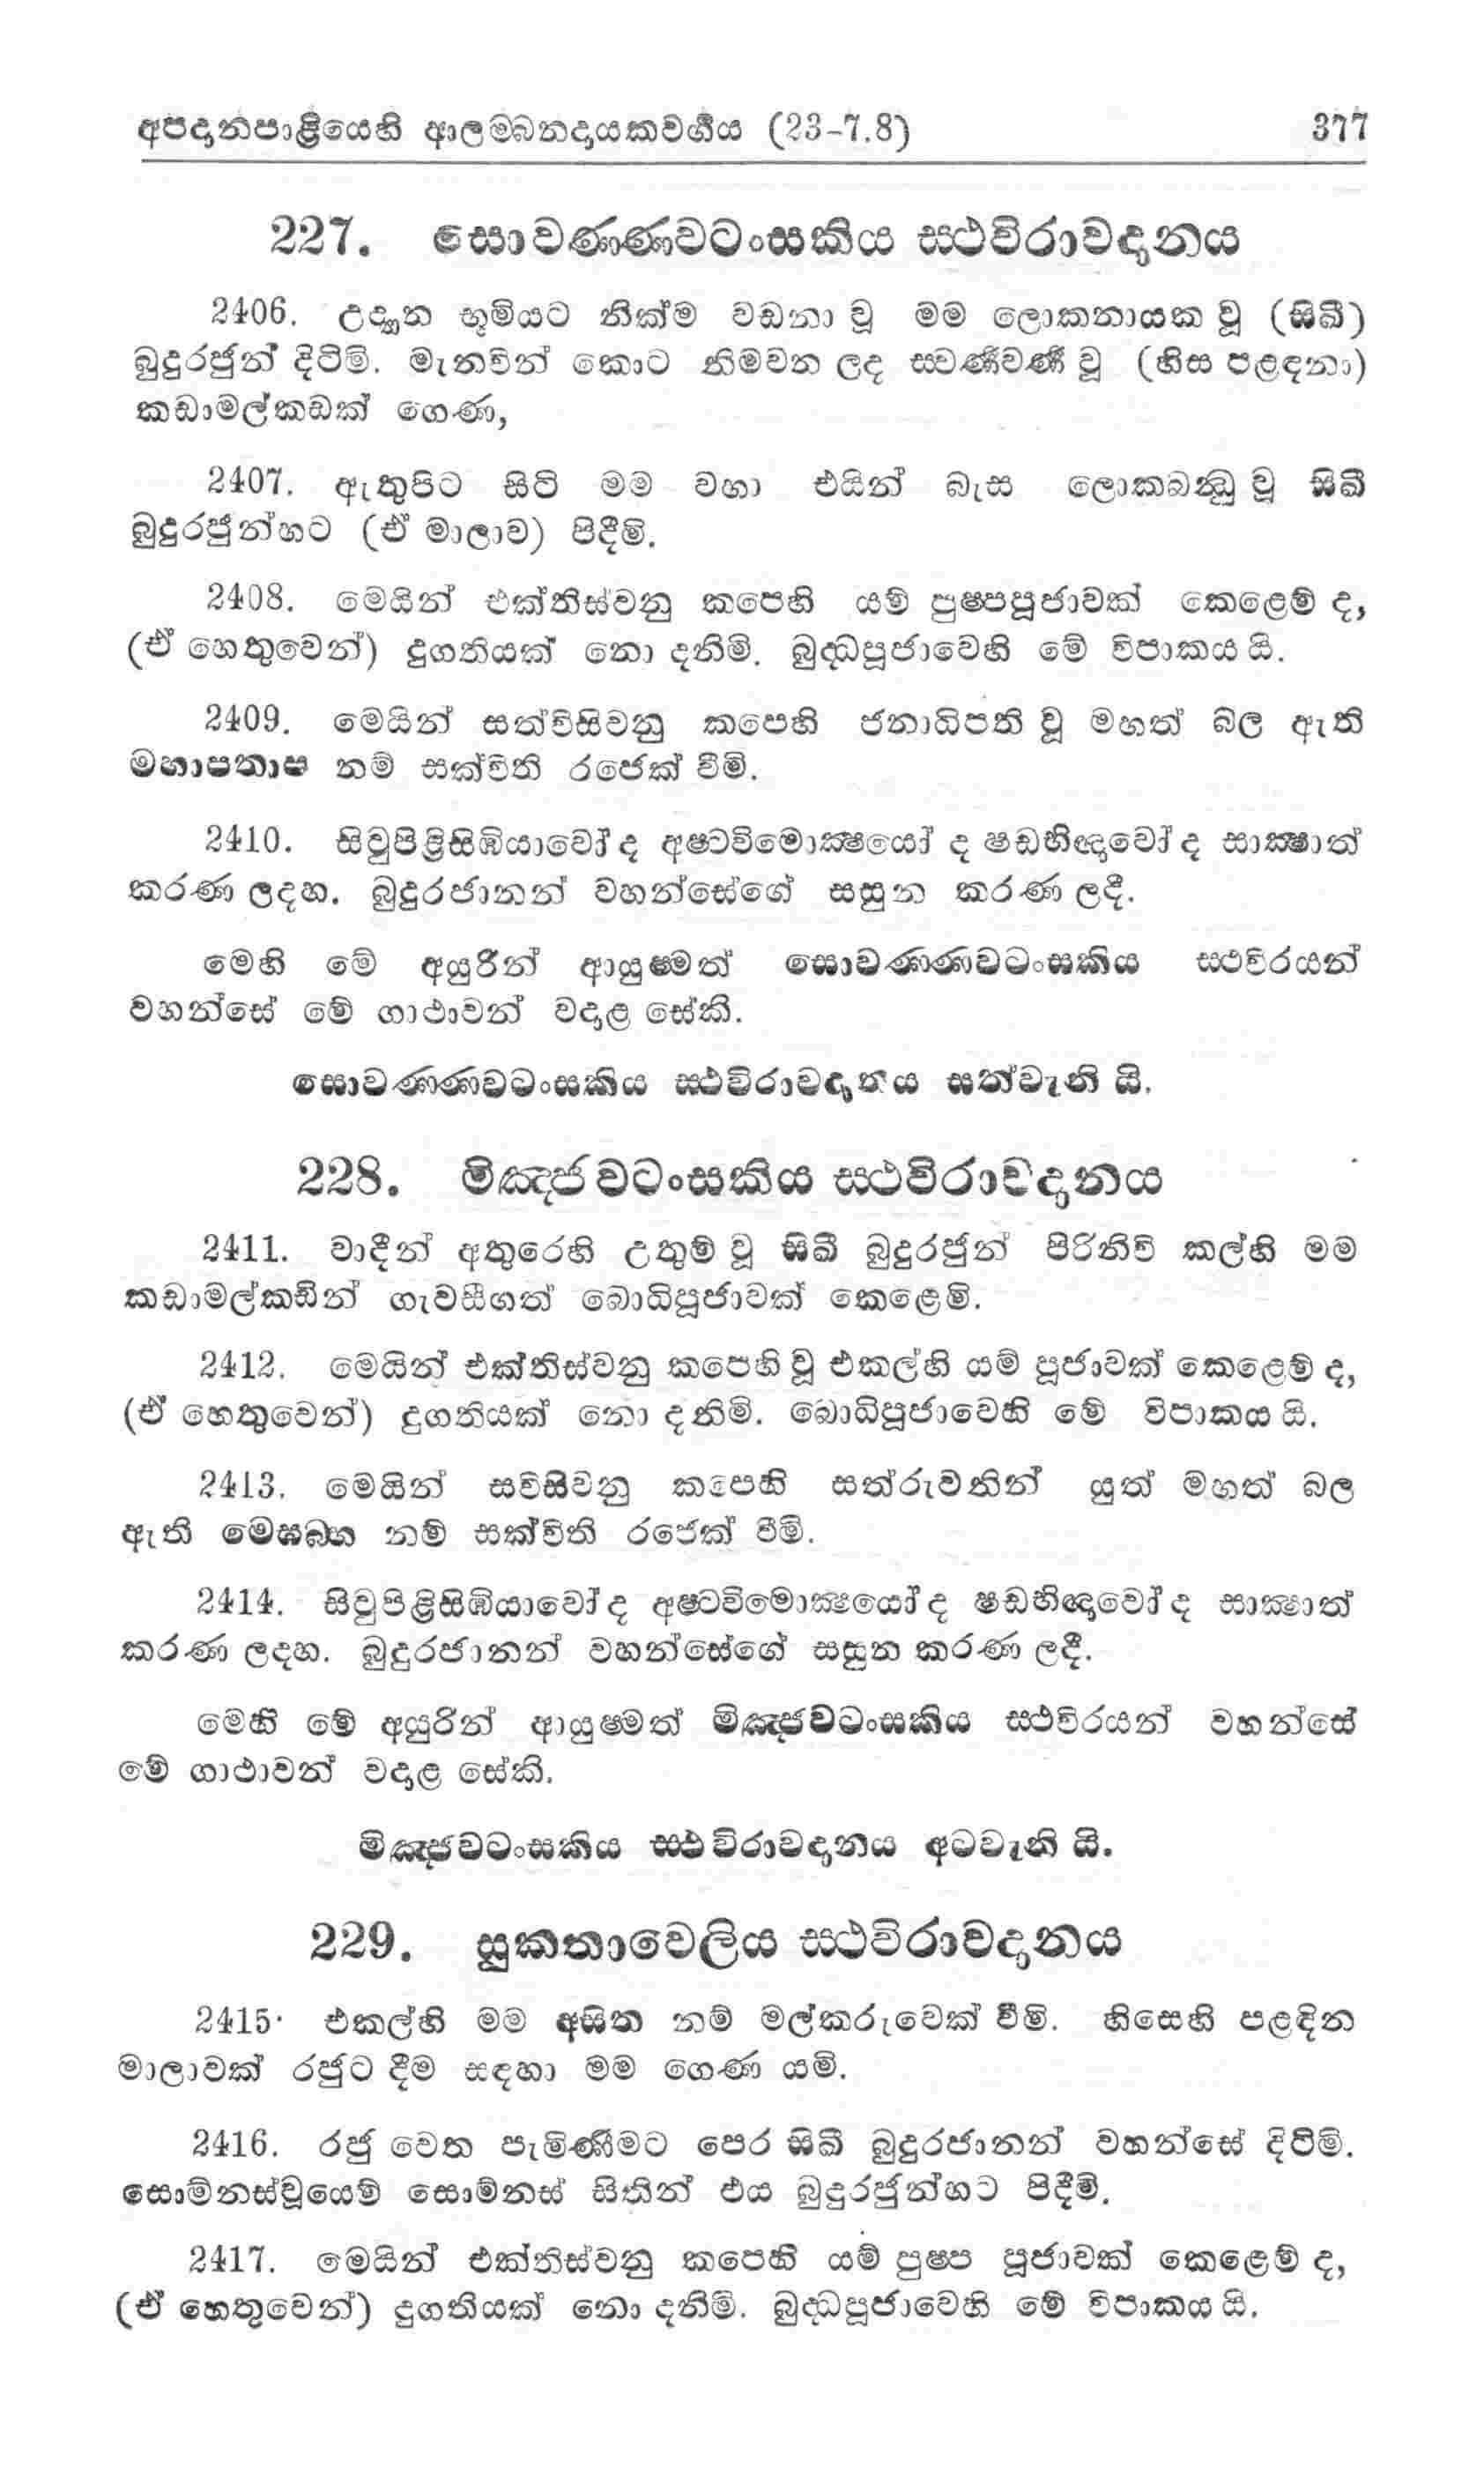 අපදානපාළියෙහි ආලම්බනදායකවර්ගය (23-7.8) 377
227. සොවණ්ණවටංසකිය ස්ථවිරාවදානය
2406. උද්‍යාන භූමියට නික්ම වඩනා වූ මම ලොකනායක වූ (සිඛී)
බුදුරජුන් දිටිමි. මැනවින් කොට නිමවන ලද ස්වර්ණවර්ණ වූ (හිස පළඳනා)
කඩාමල්කඩක් ගෙණ,
2407. ඇතුපිට සිටි මම වහා එයින් බැස ලොකබන්ධු වූ සිඛී
බුදුරජුන්හට (ඒ මාලාව) පිදීමි.
2408. මෙයින් එක්තිස්වනු කපෙහි යම් පුෂ්පපූජාවක් කෙළෙම් ද,
(ඒ හෙතුවෙන්) දුගතියක් නො දනිමි. බුද්ධපූජාවෙහි මේ විපාකය යි.
2409. මෙයින් සත්විසිවනු කපෙහි ජනාධිපති වූ මහත් බල ඇති
මහාපතාප නම් සක්විති රජෙක් වීමි.
2410. සිවුපිළිසිඹියාවෝ ද අෂ්ටවිමොක්ෂයෝ ද ෂඩභිඥාවෝ ද සාක්ෂාත්
කරණ ලදහ. බුදුරජානන් වහන්සේගේ සසුන කරණ ලදී.
මෙහි මේ අයුරින් ආයුෂ්මත් සොවණ්ණවටංසකිය ස්ථවිරයන්
වහන්සේ මේ ගාථාවන් වදාළ සේකි.
සොවණ්ණවටංසකිය ස්ථවිරාවදානය සත්වැනි යි.
228. මිඤ්ජවටංසකිය ස්ථවිරාවදානය
2411. වාදීන් අතුරෙහි උතුම් වූ සිඛී බුදුරජුන් පිරිනිවි කල්හි මම
කඩාමල්කඩින් ගැවසීගත් බොධිපූජාවක් කෙළෙමි.
2412. මෙයින් එක්තිස්වනු කපෙහි වූ එකල්හි යම් පූජාවක් කෙළෙම් ද,
(ඒ හෙතුවෙන්) දුගතියක් නො දනිමි. බොධිපූජාවෙහි මේ විපාකය යි.
2413. මෙයින් සවිසිවනු කපෙහි සත්රුවනින් යුත් මහත් බල
ඇති මෙඝබ්භ නම් සක්විති රජෙක් වීමි.
2414. සිවුපිළිසිඹියාවෝ ද අෂ්ටවිමොක්ෂයෝ ද ෂඩභිඥාවෝ ද සාක්ෂාත්
කරණ ලදහ. බුදුරජානන් වහන්සේගේ සසුන කරණ ලදී.
මෙහි මේ අයුරින් ආයුෂ්මත් මිඤ්ජවටංසකිය ස්ථවිරයන් වහන්සේ
මේ ගාථාවන් වදාළ සේකි.
මිඤ්ජවටංසකිය ස්ථවිරාවදානය අටවැනි යි.
229. සුකතාවෙලිය ස්ථවිරාවදානය
2415. එකල්හි මම අසිත නම් මල්කරුවෙක් වීමි. හිසෙහි පළඳින
මාලාවක් රජුට දීම සඳහා මම ගෙණ යමි.
2416. රජු වෙත පැමිණීමට පෙර සිඛී බුදුරජානන් වහන්සේ දිටිමි.
සොම්නස්වූයෙම් සොම්නස් සිතින් එය බුදුරජුන්හට පිදීමි.
2417. මෙයින් එක්තිස්වනු කපෙහි යම් පුෂ්ප පූජාවක් කෙළෙම් ද,
(ඒ හෙතුවෙන්) දුගතියක් නො දනිමි. බුද්ධපූජාවෙහි මේ විපාකය යි.